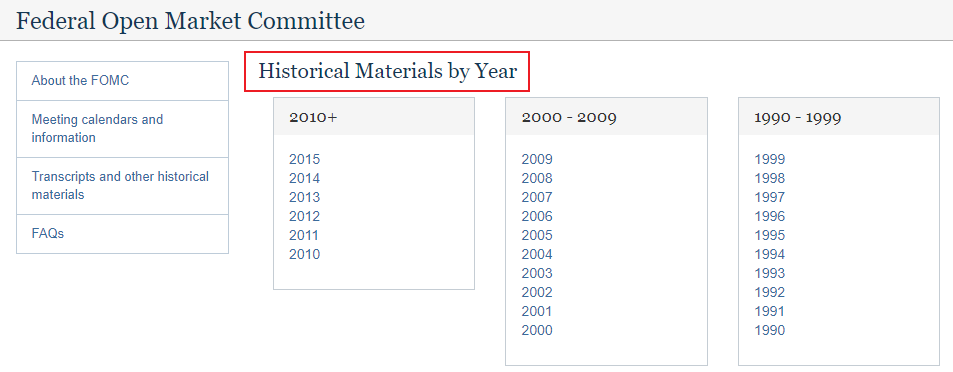 Federal Open Market Committee
About the FOMC
Meeting calendars and
information
Transcripts and other historical
materials
FAQs
Historical Materials by Year
2010+
2015
2014
2013
2012
2011
2010
2000 - 2009
2009
2008
2007
2006
2005
2004
2003
2002
2001
2000
1990 - 1999
1999
1998
1997
1996
1995
1994
1993
1992
1991
1990